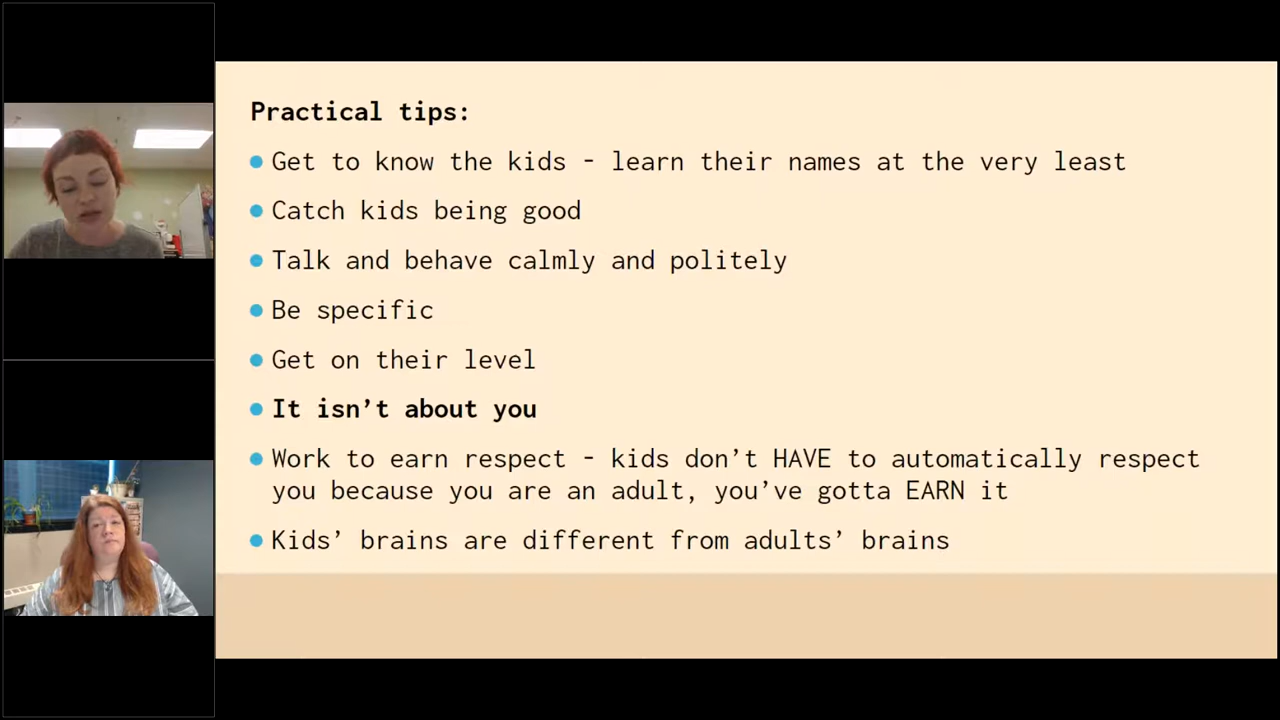 Practical tips:
Get to know the kids - learn their names at the very least
Catch kids being good
Talk and behave calmly and politely
Be specific
Get on their level
It isn’t about you
Work to earn respect - kids don’t HAVE to automatically respect
you because you are an adult, you’ve gotta EARN it
Kids’ brains are different from adults’ brains